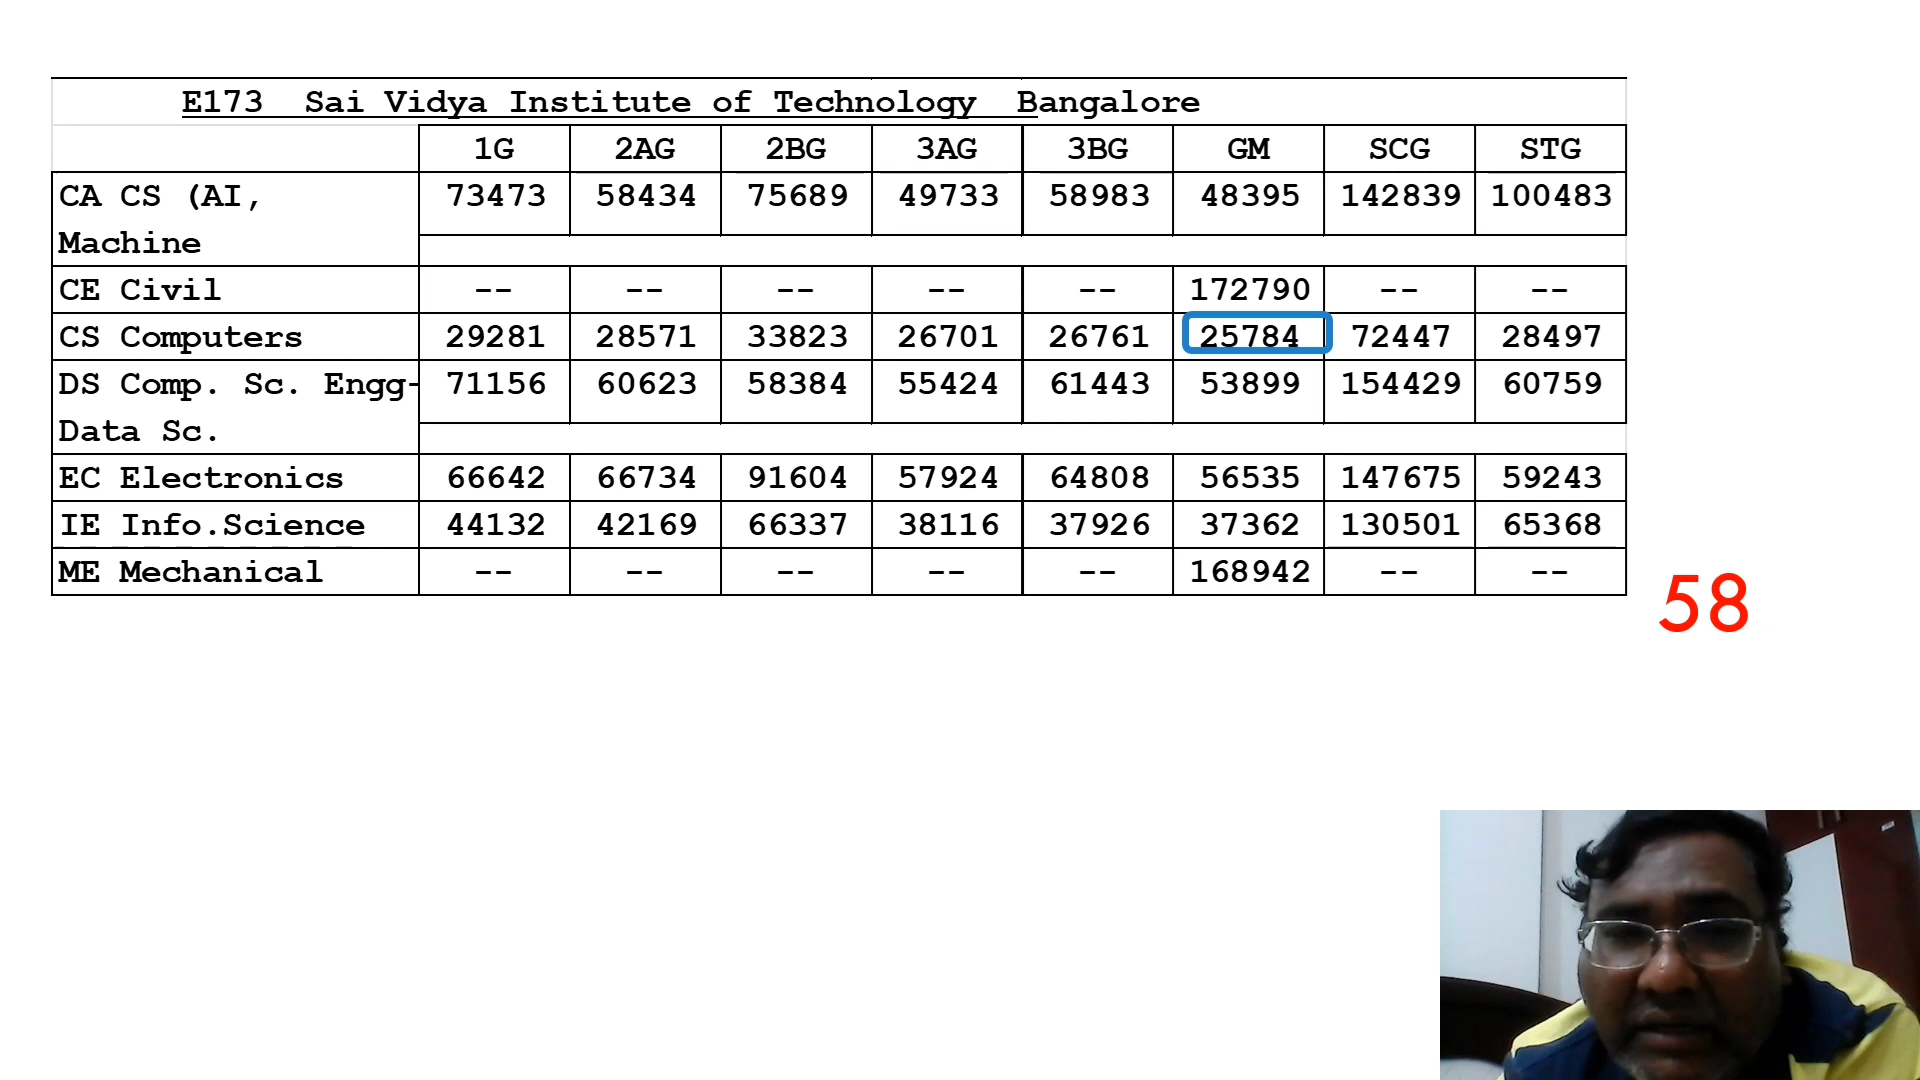 E173 Sai Vidya Institute of Technology Bangalore
1G 2AG 2BG 3AG 3BG GM SCG STG
CA CS (AI, 73473 58434 75689 49733 58983 48395 142839 100483
Machine
CE Civil -- -- -- -- -- 172790 -- --
CS Computers 29281 28571 33823 26701 26761 25784 72447 28497
DS Comp. Sc. Engg- 71156 60623 58384 55424 61443 53899 154429 60759
Data Sc.
EC Electronics 66642 66734 91604 57924 64808 56535 147675 59243
IE Info.Science 44132 42169 66337 38116 37926 37362 130501 65368
ME Mechanical -- -- -- -- -- 168942 -- --
58